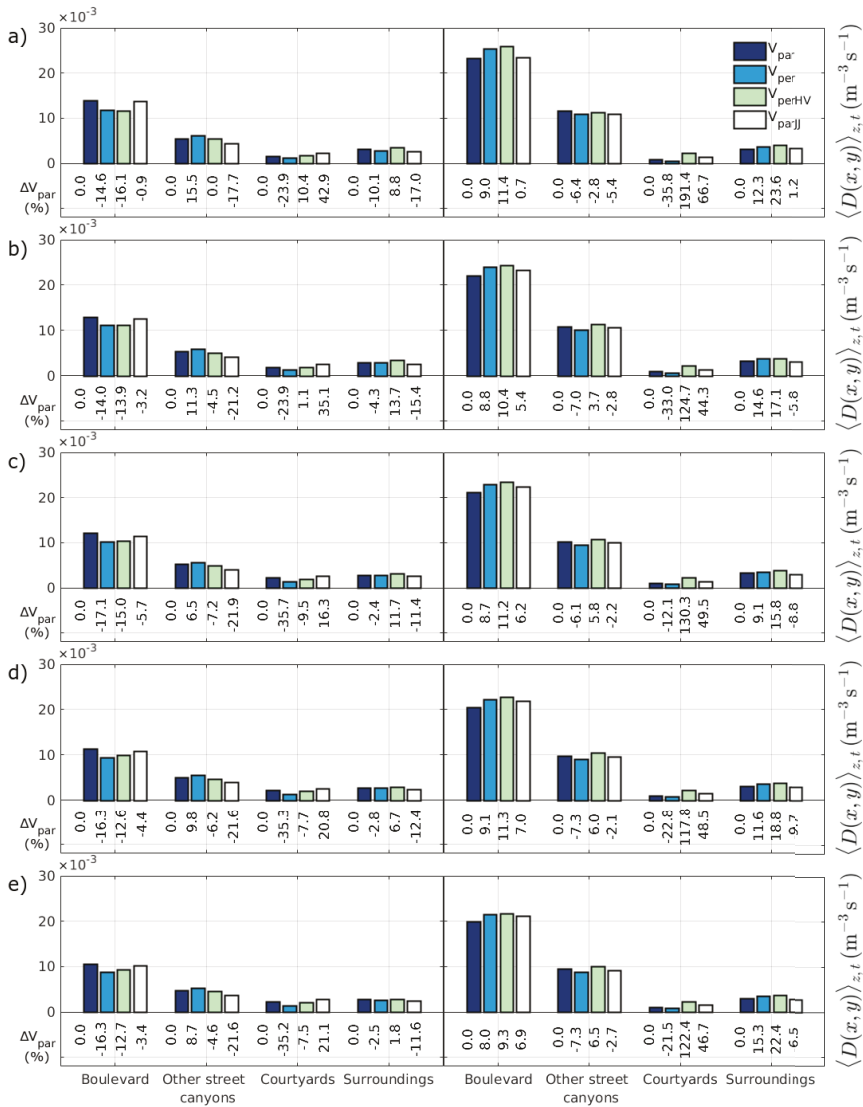 ×10⁻³
a)
30
20
10
0
V_par
V_per
V_perHV
V_parJJ
⟨D(x, y)⟩_{z,t} (m⁻³ s⁻¹)
ΔV_par (%)
0.0 -14.6 -16.1 -0.9 0.0 15.5 0.0 -17.7 0.0 -23.9 10.4 42.9 0.0 -10.1 8.8 -17.0 0.0 9.0 11.4 0.7 0.0 -6.4 -2.8 -5.4 0.0 -35.8 191.4 66.7 0.0 12.3 23.6 1.2
×10⁻³
b)
30
20
10
0
⟨D(x, y)⟩_{z,t} (m⁻³ s⁻¹)
ΔV_par (%)
0.0 -14.0 -13.9 -3.2 0.0 11.3 -4.5 -21.2 0.0 -23.9 1.1 35.1 0.0 -4.3 13.7 -15.4 0.0 8.8 10.4 5.4 0.0 -7.0 3.7 -2.8 0.0 -33.0 124.7 44.3 0.0 14.6 17.1 -5.8
×10⁻³
c)
30
20
10
0
⟨D(x, y)⟩_{z,t} (m⁻³ s⁻¹)
ΔV_par (%)
0.0 -17.1 -15.0 -5.7 0.0 6.5 -7.2 -21.9 0.0 -35.7 -9.5 16.3 0.0 -2.4 11.7 -11.4 0.0 8.7 11.2 6.2 0.0 -6.1 5.8 -2.2 0.0 -12.1 130.3 49.5 0.0 9.1 15.8 -8.8
×10⁻³
d)
30
20
10
0
⟨D(x, y)⟩_{z,t} (m⁻³ s⁻¹)
ΔV_par (%)
0.0 -16.3 -12.6 -4.4 0.0 9.8 -6.2 -21.6 0.0 -35.3 -7.7 20.8 0.0 -2.8 6.7 -12.4 0.0 9.1 11.3 7.0 0.0 -7.3 6.0 -2.1 0.0 -22.8 117.8 48.5 0.0 11.6 18.8 9.7
×10⁻³
e)
30
20
10
0
⟨D(x, y)⟩_{z,t} (m⁻³ s⁻¹)
ΔV_par (%)
0.0 -16.3 -12.7 -3.4 0.0 8.7 -4.6 -21.6 0.0 -35.2 -7.5 21.1 0.0 -2.5 1.8 -11.6 0.0 8.0 9.3 6.9 0.0 -7.3 6.5 -2.7 0.0 -21.5 122.4 46.7 0.0 15.3 22.4 6.5
Boulevard Other street canyons Courtyards Surroundings Boulevard Other street canyons Courtyards Surroundings